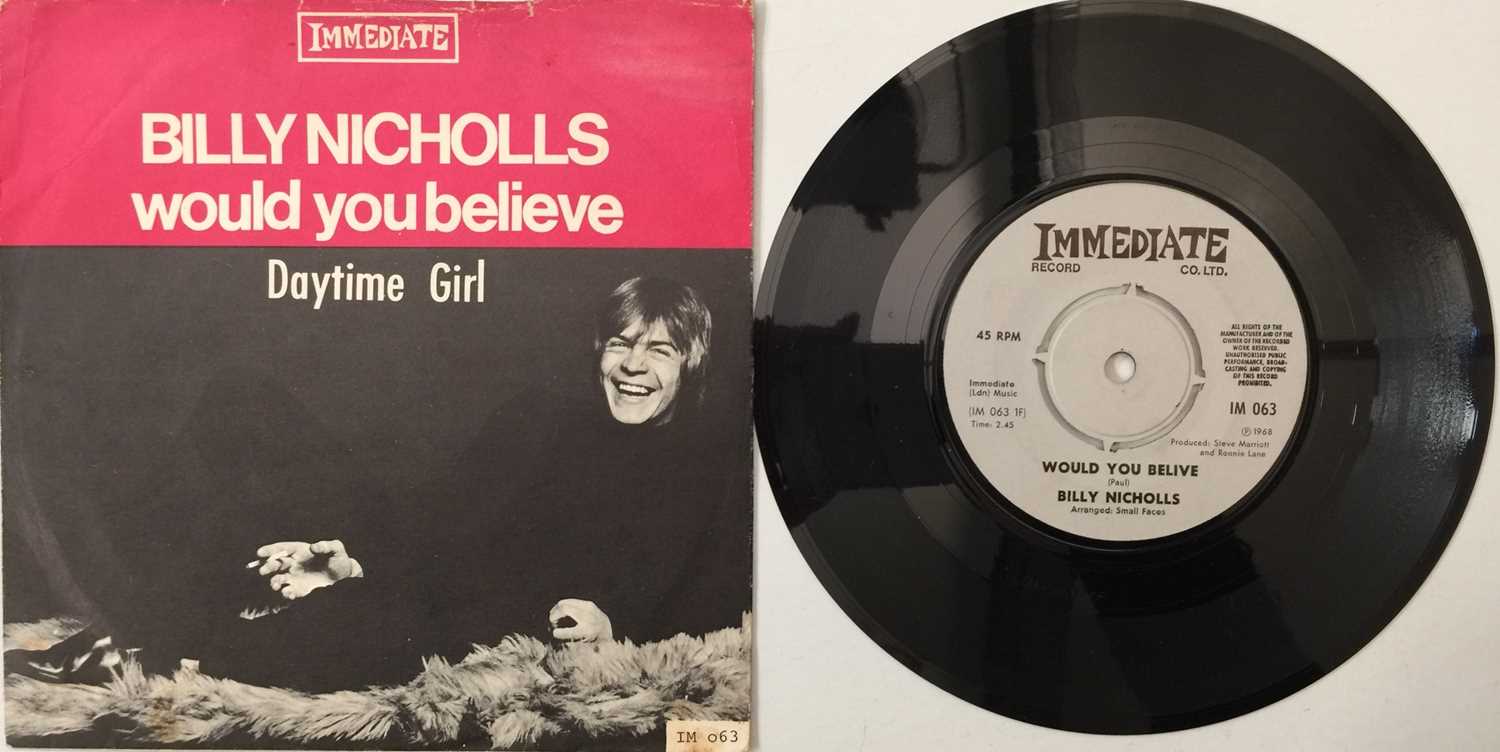 IMMEDIATE
BILLY NICHOLLS
would you believe
Daytime Girl
IM 063
IMMEDIATE
RECORD CO. LTD.
45 RPM
ALL RIGHTS OF THE
MANUFACTURER AND OF THE
OWNER OF THE RECORDED
WORK RESERVED.
UNAUTHORISED PUBLIC
PERFORMANCE, BROAD-
CASTING AND COPYING
OF THIS RECORD
PROHIBITED.
Immediate
(Ldn) Music
(IM 063 1F)
Time: 2.45
IM 063
Ⓟ1968
Produced: Steve Marriott
and Ronnie Lane
WOULD YOU BELIVE
(Paul)
BILLY NICHOLLS
Arranged: Small Faces